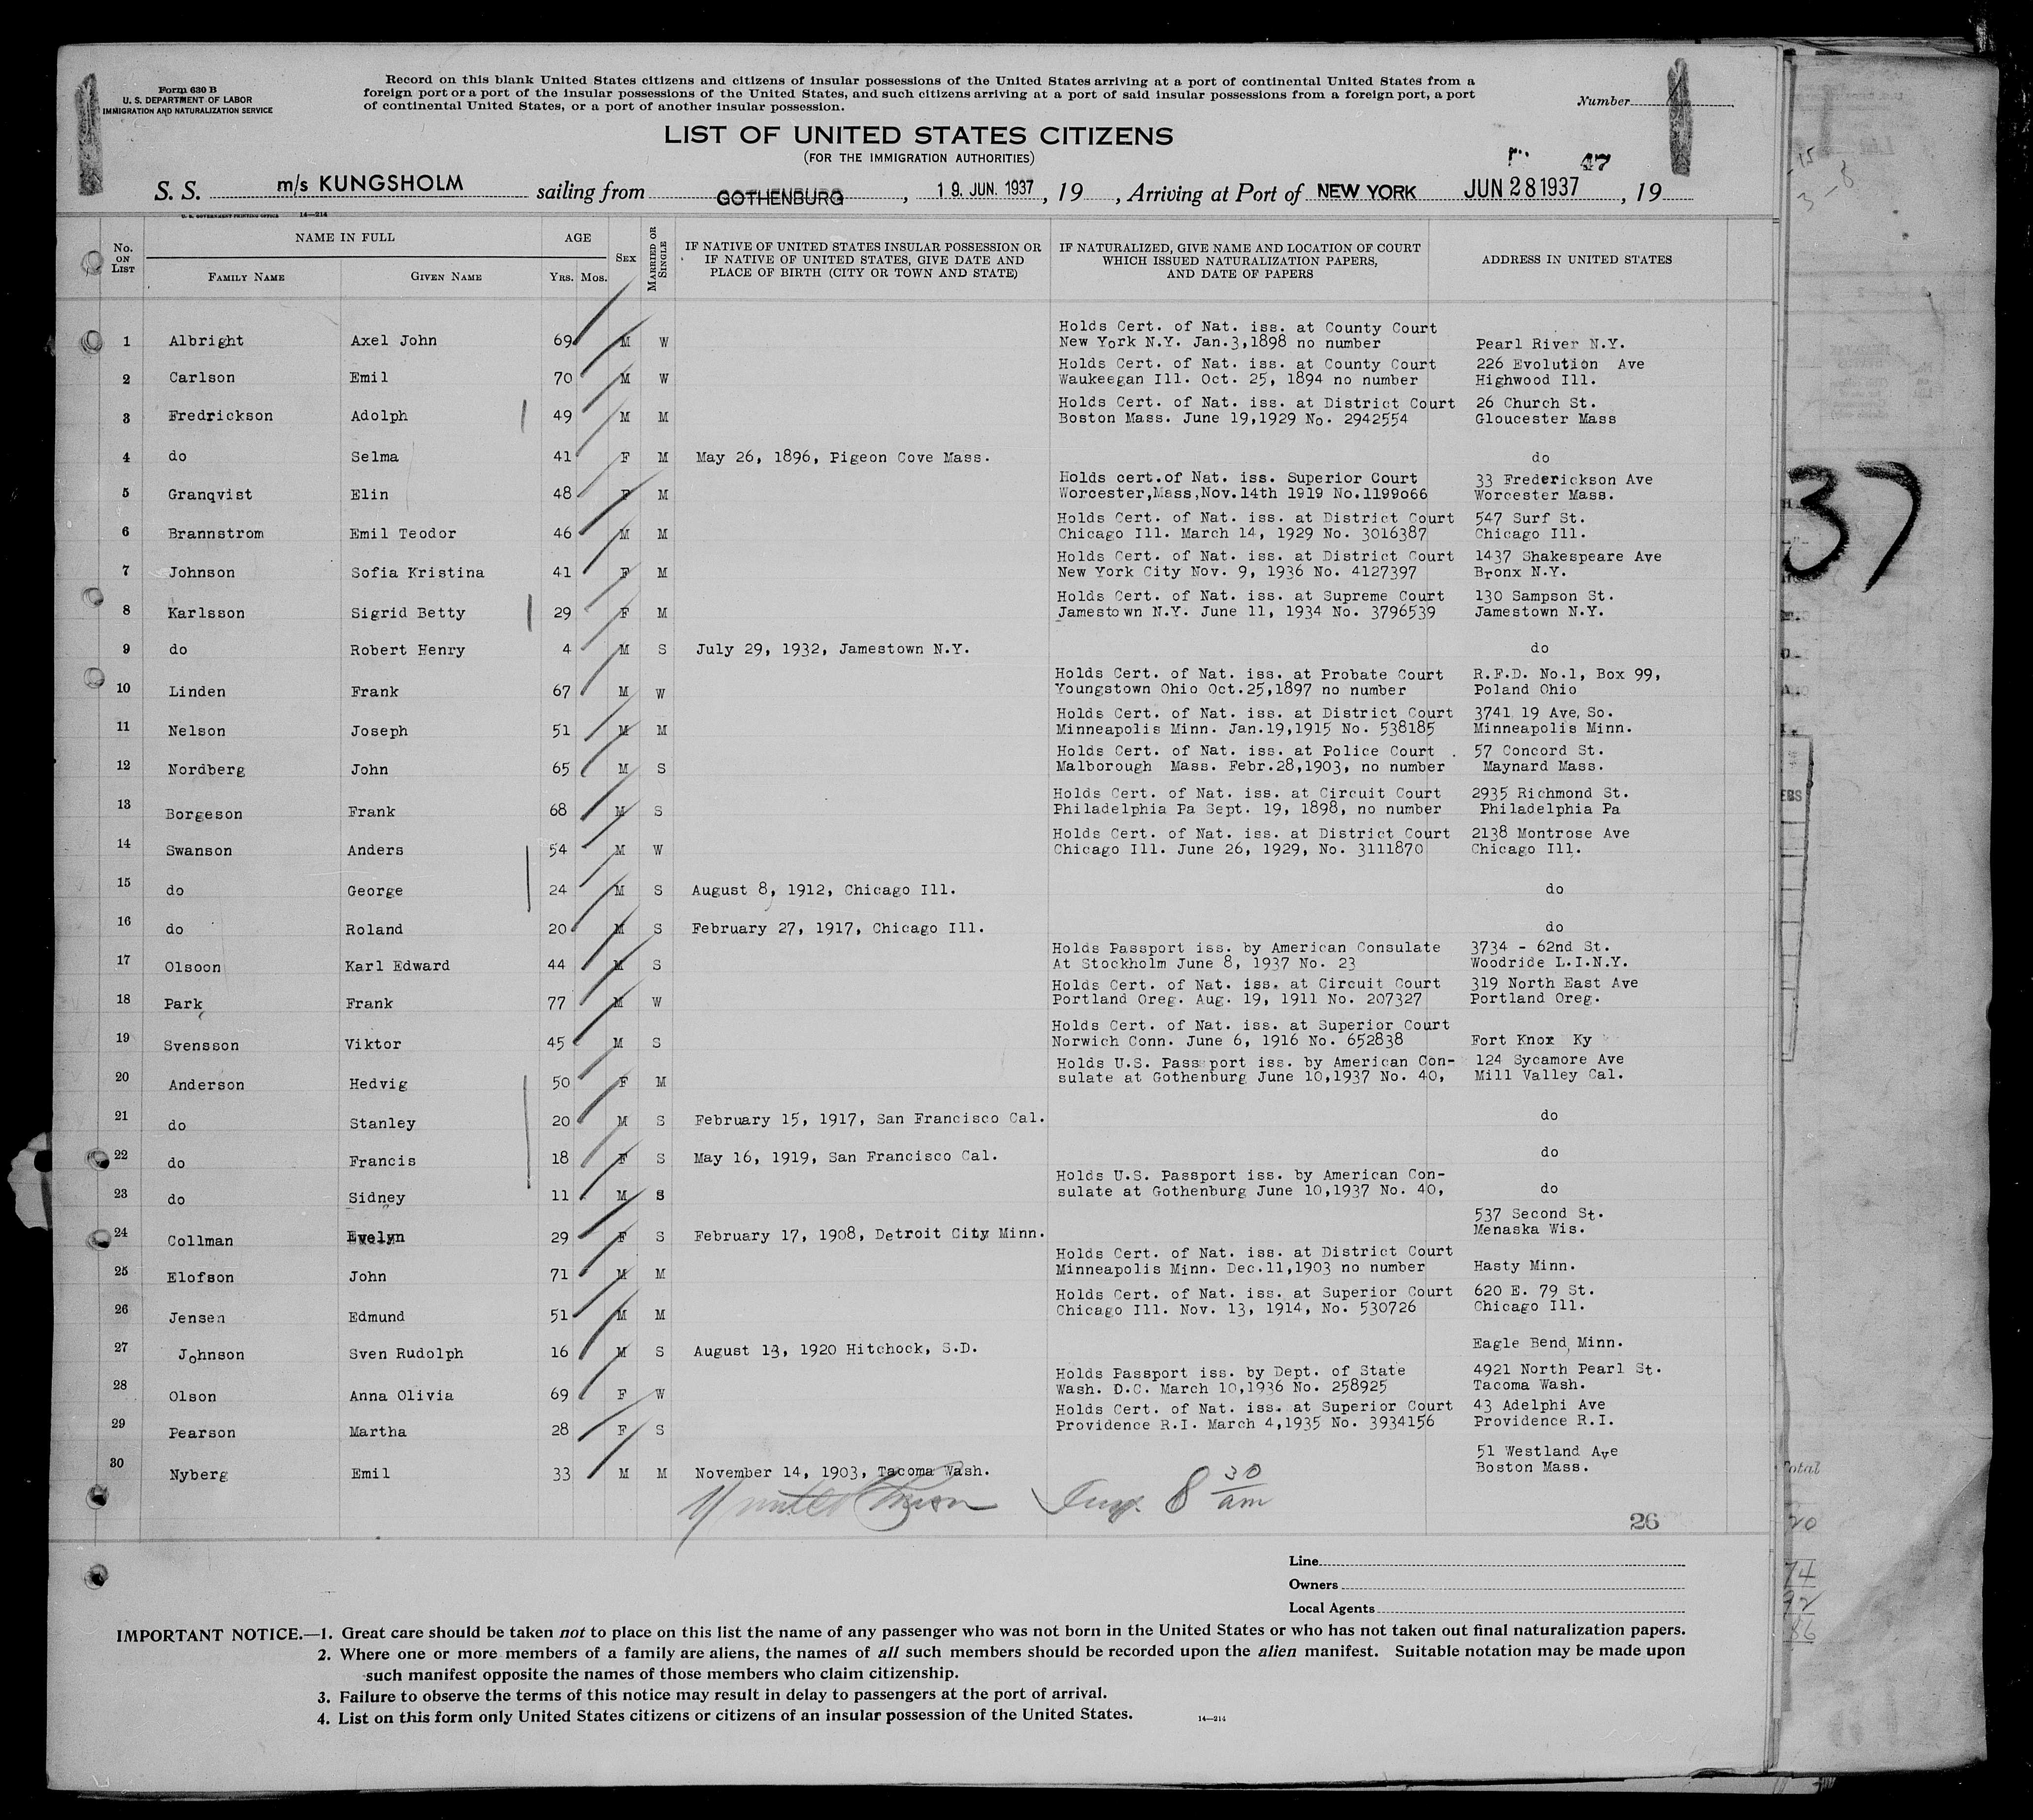 Form 630 B
U. S. DEPARTMENT OF LABOR
IMMIGRATION AND NATURALIZATION SERVICE
Record on this blank United States citizens and citizens of insular possessions of the United States arriving at a port of continental United States from a
foreign port or a port of the insular possessions of the United States, and such citizens arriving at a port of said insular possessions from a foreign port, a port
of continental United States, or a port of another insular possession.
Number
LIST OF UNITED STATES CITIZENS
(FOR THE IMMIGRATION AUTHORITIES)
47
S. S. m/s KUNGSHOLM sailing from GOTHENBURG, 19. JUN. 1937, 19 , Arriving at Port of NEW YORK JUN 28 1937, 19
U. S. GOVERNMENT PRINTING OFFICE 14—214
No. ON LIST NAME IN FULL FAMILY NAME GIVEN NAME AGE YRS. MOS. SEX MARRIED OR SINGLE
IF NATIVE OF UNITED STATES INSULAR POSSESSION OR
IF NATIVE OF UNITED STATES, GIVE DATE AND
PLACE OF BIRTH (CITY OR TOWN AND STATE)
IF NATURALIZED, GIVE NAME AND LOCATION OF COURT
WHICH ISSUED NATURALIZATION PAPERS,
AND DATE OF PAPERS
ADDRESS IN UNITED STATES
Holds Cert. of Nat. iss. at County Court
1 Albright Axel John 69 M W New York N.Y. Jan.3,1898 no number Pearl River N.Y.
Holds Cert. of Nat. iss. at County Court 226 Evolution Ave
2 Carlson Emil 70 M W Waukeegan Ill. Oct. 25, 1894 no number Highwood Ill.
Holds Cert. of Nat. iss. at District Court 26 Church St.
3 Fredrickson Adolph 49 M M Boston Mass. June 19,1929 No. 2942554 Gloucester Mass
4 do Selma 41 F M May 26, 1896, Pigeon Cove Mass. do
Holds cert.of Nat. iss. Superior Court 33 Frederickson Ave
5 Granqvist Elin 48 F M Worcester,Mass,Nov.14th 1919 No.1199066 Worcester Mass.
Holds Cert. of Nat. iss. at District Court 547 Surf St.
6 Brannstrom Emil Teodor 46 M M Chicago Ill. March 14, 1929 No. 3016387 Chicago Ill.
Holds Cert. of Nat. iss. at District Court 1437 Shakespeare Ave
7 Johnson Sofia Kristina 41 F M New York City Nov. 9, 1936 No. 4127397 Bronx N.Y.
Holds Cert. of Nat. iss. at Supreme Court 130 Sampson St.
8 Karlsson Sigrid Betty 29 F M Jamestown N.Y. June 11, 1934 No. 3796539 Jamestown N.Y.
9 do Robert Henry 4 M S July 29, 1932, Jamestown N.Y. do
Holds Cert. of Nat. iss. at Probate Court R.F.D. No.1, Box 99,
10 Linden Frank 67 M W Youngstown Ohio Oct.25,1897 no number Poland Ohio
Holds Cert. of Nat. iss. at District Court 3741 19 Ave, So.
11 Nelson Joseph 51 M M Minneapolis Minn. Jan.19,1915 No. 538185 Minneapolis Minn.
Holds Cert. of Nat. iss. at Police Court . 57 Concord St.
12 Nordberg John 65 M S Malborough Mass. Febr.28,1903, no number Maynard Mass.
Holds Cert. of Nat. iss. at Circuit Court 2935 Richmond St.
13 Borgeson Frank 68 M S Philadelphia Pa Sept. 19, 1898, no number Philadelphia Pa
Holds Cert. of Nat. iss. at District Court 2138 Montrose Ave
14 Swanson Anders 54 M W Chicago Ill. June 26, 1929, No. 3111870 Chicago Ill.
15 do George 24 M S August 8, 1912, Chicago Ill. do
16 do Roland 20 M S February 27, 1917, Chicago Ill. do
Holds Passport iss. by American Consulate 3734 - 62nd St.
17 Olsoon Karl Edward 44 M S At Stockholm June 8, 1937 No. 23 Woodride L.I.N.Y.
Holds Cert. of Nat. iss. at Circuit Court 319 North East Ave
18 Park Frank 77 M W Portland Oreg. Aug. 19, 1911 No. 207327 Portland Oreg.
Holds Cert. of Nat. iss. at Superior Court
19 Svensson Viktor 45 M S Norwich Conn. June 6, 1916 No. 652838 Fort Knox Ky
Holds U.S. Passport iss. by American Con- 124 Sycamore Ave
20 Anderson Hedvig 50 F M sulate at Gothenburg June 10,1937 No. 40, Mill Valley Cal.
21 do Stanley 20 M S February 15, 1917, San Francisco Cal. do
22 do Francis 18 F S May 16, 1919, San Francisco Cal. do
Holds U.S. Passport iss. by American Con-
23 do Sidney 11 M S sulate at Gothenburg June 10,1937 No. 40, do
537 Second St.
24 Collman Evelyn 29 F S February 17, 1908, Detroit City Minn. Menaska Wis.
Holds Cert. of Nat. iss. at District Court
25 Elofson John 71 M M Minneapolis Minn. Dec.11,1903 no number Hasty Minn.
Holds Cert. of Nat. iss. at Superior Court 620 E. 79 St.
26 Jensen Edmund 51 M M Chicago Ill. Nov. 13, 1914, No. 530726 Chicago Ill.
27 Johnson Sven Rudolph 16 M S August 13, 1920 Hitchock, S.D. Eagle Bend Minn.
Holds Passport iss. by Dept. of State 4921 North Pearl St.
28 Olson Anna Olivia 69 F W Wash. D.C. March 10,1936 No. 258925 Tacoma Wash.
Holds Cert. of Nat. iss. at Superior Court 43 Adelphi Ave
29 Pearson Martha 28 F S Providence R.I. March 4,1935 No. 3934156 Providence R.I.
51 Westland Ave
30 Nyberg Emil 33 M M November 14, 1903, Tacoma Wash. Boston Mass.
8 30 am
26
Line
Owners
Local Agents
IMPORTANT NOTICE.—1. Great care should be taken not to place on this list the name of any passenger who was not born in the United States or who has not taken out final naturalization papers.
2. Where one or more members of a family are aliens, the names of all such members should be recorded upon the alien manifest. Suitable notation may be made upon
such manifest opposite the names of those members who claim citizenship.
3. Failure to observe the terms of this notice may result in delay to passengers at the port of arrival.
4. List on this form only United States citizens or citizens of an insular possession of the United States.
14—214
37